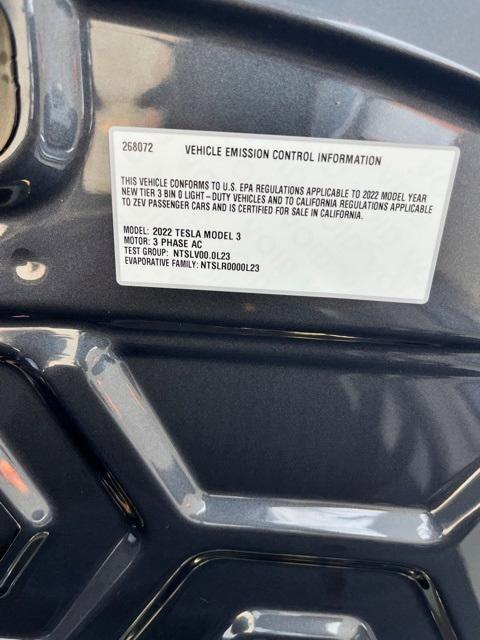 268072 VEHICLE EMISSION CONTROL INFORMATION
THIS VEHICLE CONFORMS TO U.S. EPA REGULATIONS APPLICABLE TO 2022 MODEL YEAR
NEW TIER 3 BIN 0 LIGHT-DUTY VEHICLES AND TO CALIFORNIA REGULATIONS APPLICABLE
TO ZEV PASSENGER CARS AND IS CERTIFIED FOR SALE IN CALIFORNIA.
MODEL: 2022 TESLA MODEL 3
MOTOR: 3 PHASE AC
TEST GROUP: NTSLV00.0L23
EVAPORATIVE FAMILY: NTSLR0000L23